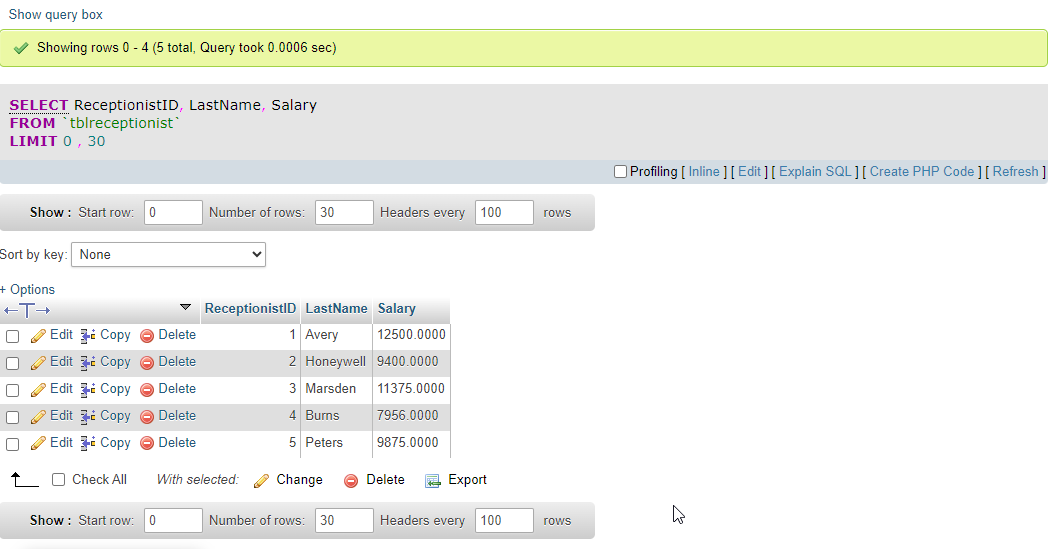 Show query box
Showing rows 0 - 4 (5 total, Query took 0.0006 sec)
SELECT ReceptionistID, LastName, Salary
FROM `tblreceptionist`
LIMIT 0 , 30
Profiling [ Inline ] [ Edit ] [ Explain SQL ] [ Create PHP Code ] [ Refresh ]
Show : Start row: 0 Number of rows: 30 Headers every 100 rows
Sort by key: None
+ Options
←T→ ReceptionistID LastName Salary
Edit Copy Delete 1 Avery 12500.0000
Edit Copy Delete 2 Honeywell 9400.0000
Edit Copy Delete 3 Marsden 11375.0000
Edit Copy Delete 4 Burns 7956.0000
Edit Copy Delete 5 Peters 9875.0000
Check All With selected: Change Delete Export
Show : Start row: 0 Number of rows: 30 Headers every 100 rows